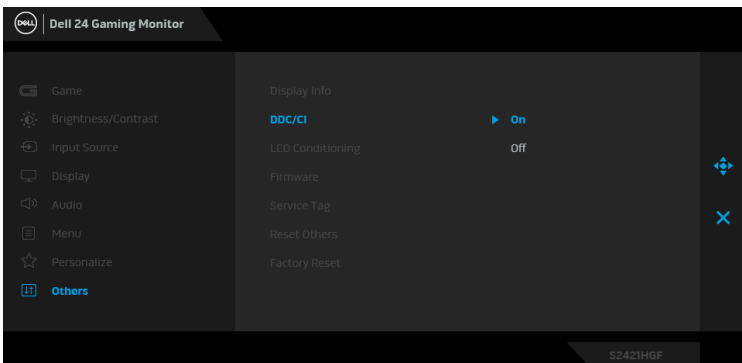 DELL
Dell 24 Gaming Monitor
Game
Brightness/Contrast
Input Source
Display
Audio
Menu
Personalize
Others
Display Info
DDC/CI
On
LCD Conditioning
Off
Firmware
Service Tag
Reset Others
Factory Reset
S2421HGF